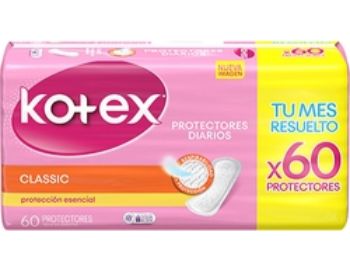 NUEVA
IMAGEN
kotex
PROTECTORES
DIARIOS
TU MES
RESUELTO
x60
PROTECTORES
CLASSIC
protección esencial
60 PROTECTORES